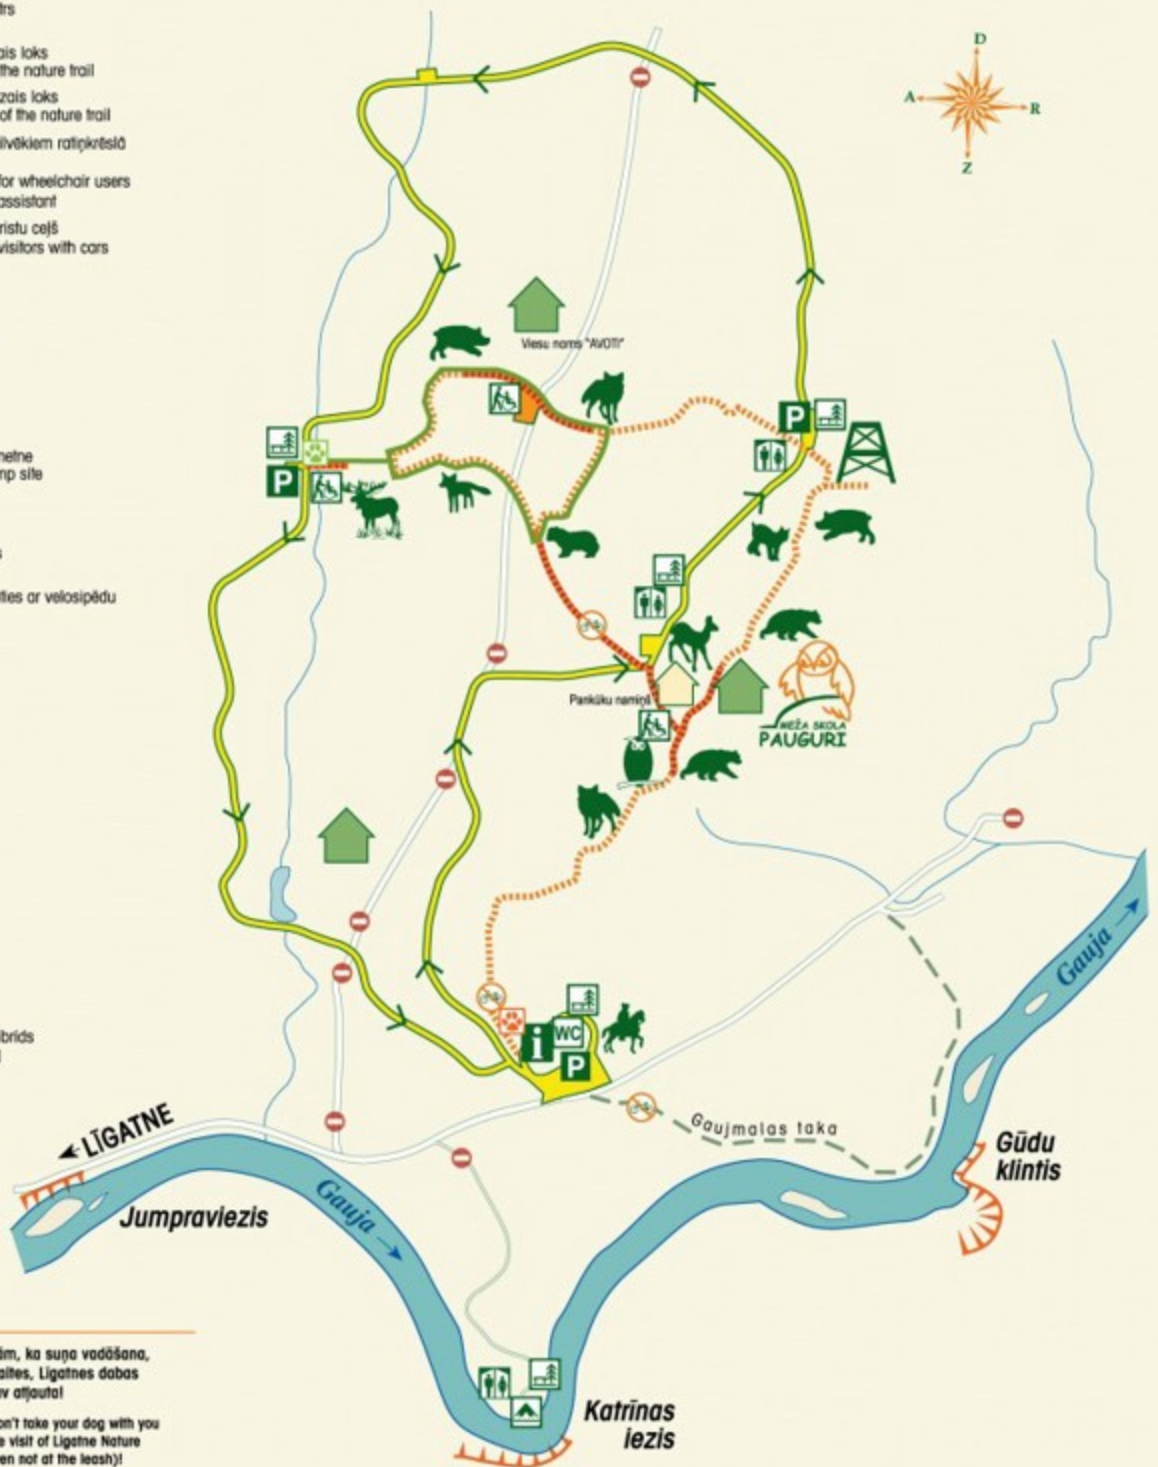 ais loks
the nature trail
zais loks
of the nature trail
ilvēkiem ratiņkrēslā
for wheelchair users
assistant
ristu ceļš
visitors with cars
D
A
R
Z
Viesu nams "AVOTI"
P
P
mp site
ties ar velosipēdu
Pankūku namiņš
MEŽA SKOLA
PAUGURI
Gauja
i
WC
P
LĪGATNE
Gaujmalas taka
Gūdu
klintis
Jumpraviezis
Gauja
Katrīnas
iezis
ām, ka suņa vadāšana,
aites, Līgatnes dabas
ev atļauta!
on't take your dog with you
e visit of Ligatne Nature
en not at the leash)!